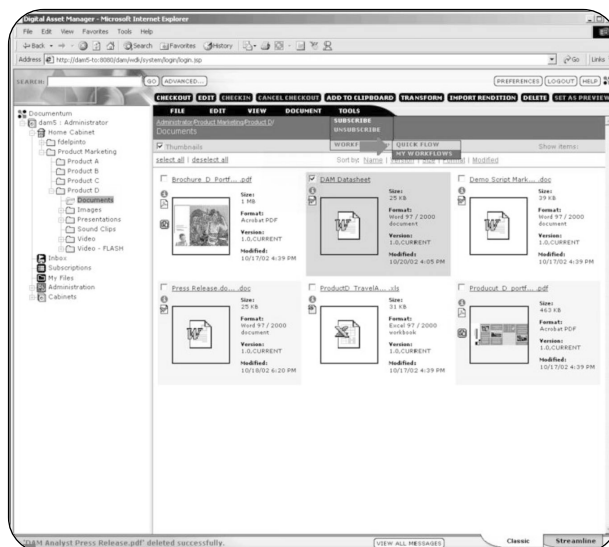 Digital Asset Manager - Microsoft Internet Explorer
File Edit View Favorites Tools Help
Back Search Favorites History
Address http://dam5-to:8080/dam/wdk/system/login/login.jsp Go Links
SEARCH: GO ADVANCED... PREFERENCES LOGOUT HELP
CHECKOUT EDIT CHECKIN CANCEL CHECKOUT ADD TO CLIPBOARD TRANSFORM IMPORT RENDITION DELETE SET AS PREVIEW
FILE EDIT VIEW DOCUMENT TOOLS
Documentum
dam5 : Administrator
Home Cabinet
fdelpinto
Product Marketing
Product A
Product B
Product C
Product D
Documents
Images
Presentations
Sound Clips
Video
Video - FLASH
Inbox
Subscriptions
My Files
Administration
Cabinets
Administrator/Product Marketing/Product D/
Documents
SUBSCRIBE
UNSUBSCRIBE
WORKF QUICK FLOW
MY WORKFLOWS
Thumbnails Show items:
select all | deselect all Sort by: Name | Version | Size | Format | Modified
Brochure_D_Portf... .pdf
Size:
1 MB
Format:
Acrobat PDF
Version:
1.0,CURRENT
Modified:
10/17/02 4:39 PM
DAM Datasheet
Size:
25 KB
Format:
Word 97 / 2000
document
Version:
1.0,CURRENT
Modified:
10/20/02 4:05 PM
Demo Script Mark... .doc
Size:
39 KB
Format:
Word 97 / 2000
document
Version:
1.0,CURRENT
Modified:
10/17/02 4:39 PM
Press Release.do... .doc
Size:
25 KB
Format:
Word 97 / 2000
document
Version:
1.0,CURRENT
Modified:
10/18/02 6:20 PM
ProductD_TravelA... .xls
Size:
31 KB
Format:
Excel 97 / 2000
workbook
Version:
1.0,CURRENT
Modified:
10/17/02 4:39 PM
Producut_D_portf... .pdf
Size:
463 KB
Format:
Acrobat PDF
Version:
1.0,CURRENT
Modified:
10/17/02 4:39 PM
'DAM Analyst Press Release.pdf' deleted successfully. VIEW ALL MESSAGES Classic Streamline